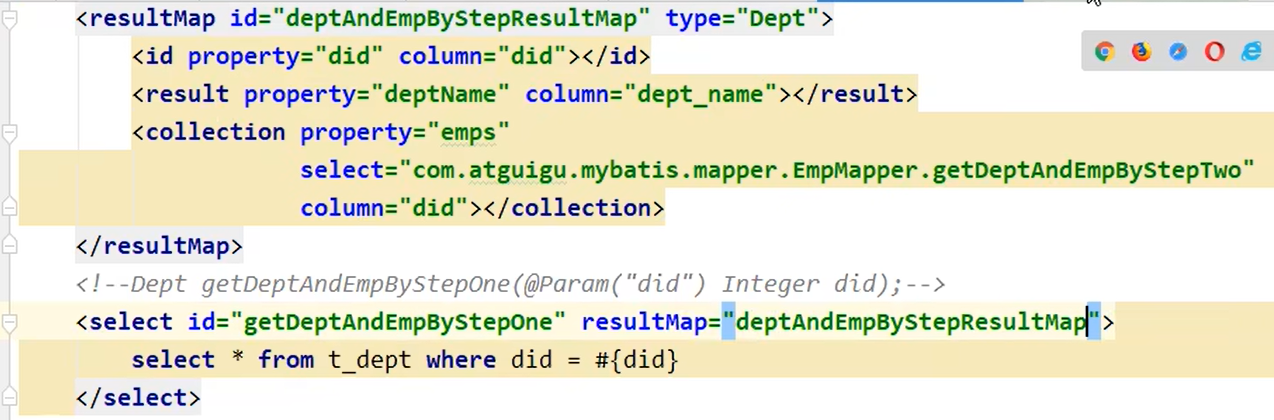 <resultMap id="deptAndEmpByStepResultMap" type="Dept">
<id property="did" column="did"></id>
<result property="deptName" column="dept_name"></result>
<collection property="emps"
select="com.atguigu.mybatis.mapper.EmpMapper.getDeptAndEmpByStepTwo"
column="did"></collection>
</resultMap>
<!--Dept getDeptAndEmpByStepOne(@Param("did") Integer did);-->
<select id="getDeptAndEmpByStepOne" resultMap="deptAndEmpByStepResultMap">
select * from t_dept where did = #{did}
</select>